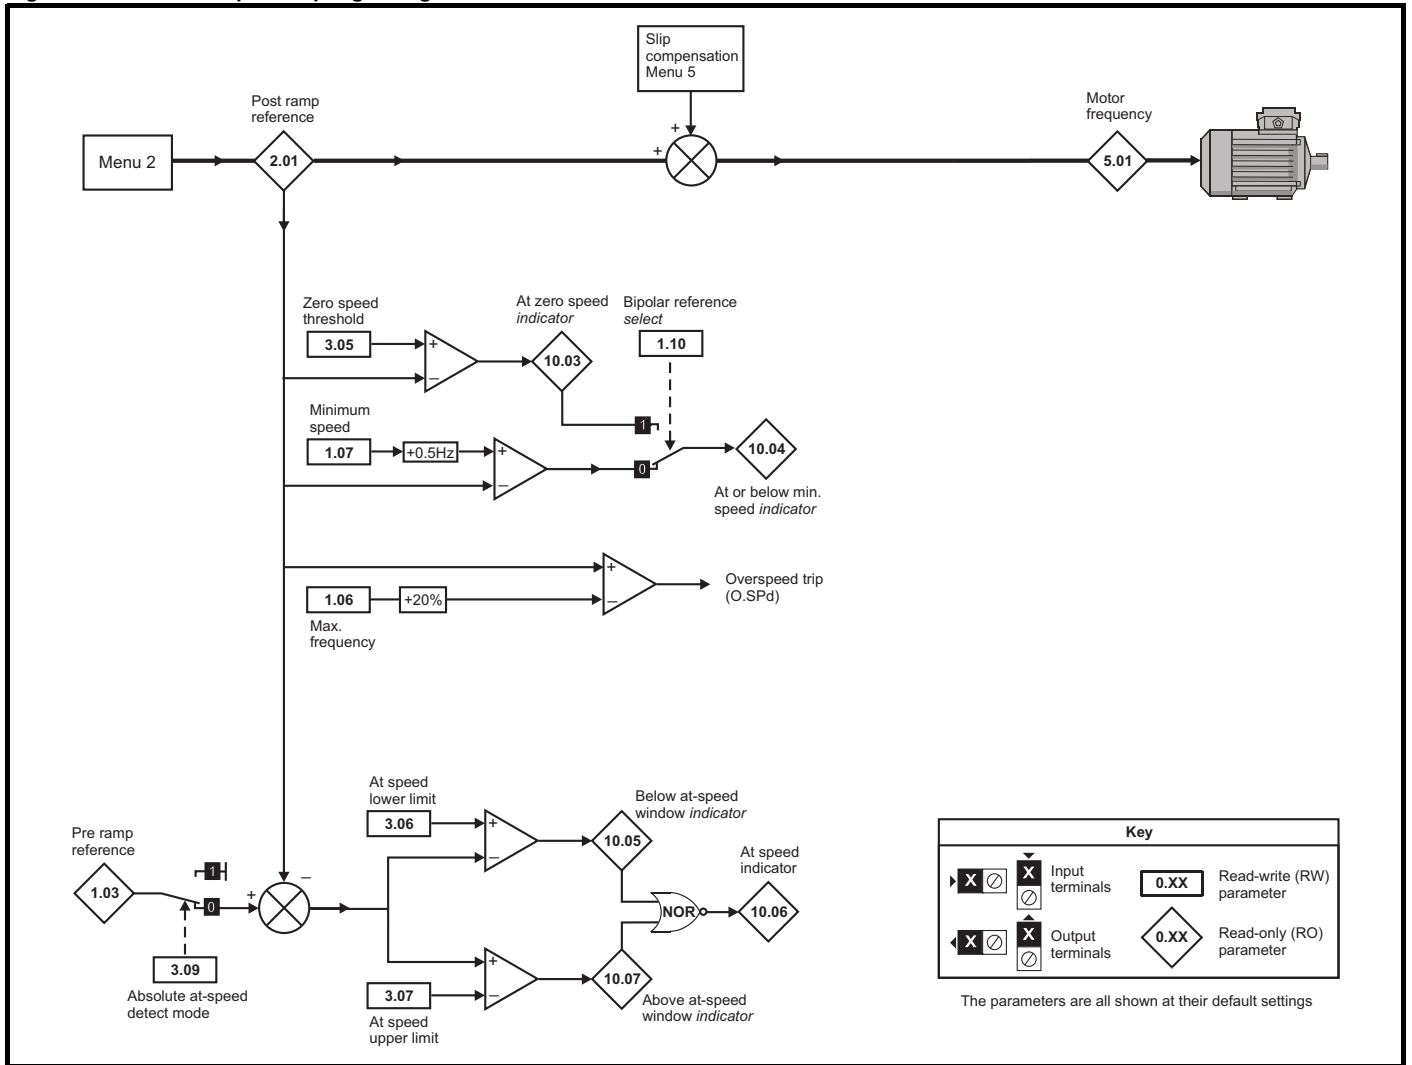 Slip
compensation
Menu 5
Post ramp
reference
Motor
frequency
Menu 2
2.01
+
+
5.01
Zero speed
threshold
At zero speed
indicator
Bipolar reference
select
3.05
+
–
10.03
1.10
Minimum
speed
1
1.07
+0.5Hz
+
–
0
10.04
At or below min.
speed indicator
+
–
Overspeed trip
(O.SPd)
1.06
+20%
Max.
frequency
At speed
lower limit
Below at-speed
window indicator
3.06
+
–
10.05
Pre ramp
reference
1
–
At speed
indicator
1.03
0
+
NOR
10.06
3.09
Absolute at-speed
detect mode
+
–
3.07
10.07
At speed
upper limit
Above at-speed
window indicator
Key
X
X
Input
terminals
0.XX
Read-write (RW)
parameter
X
X
Output
terminals
0.XX
Read-only (RO)
parameter
The parameters are all shown at their default settings